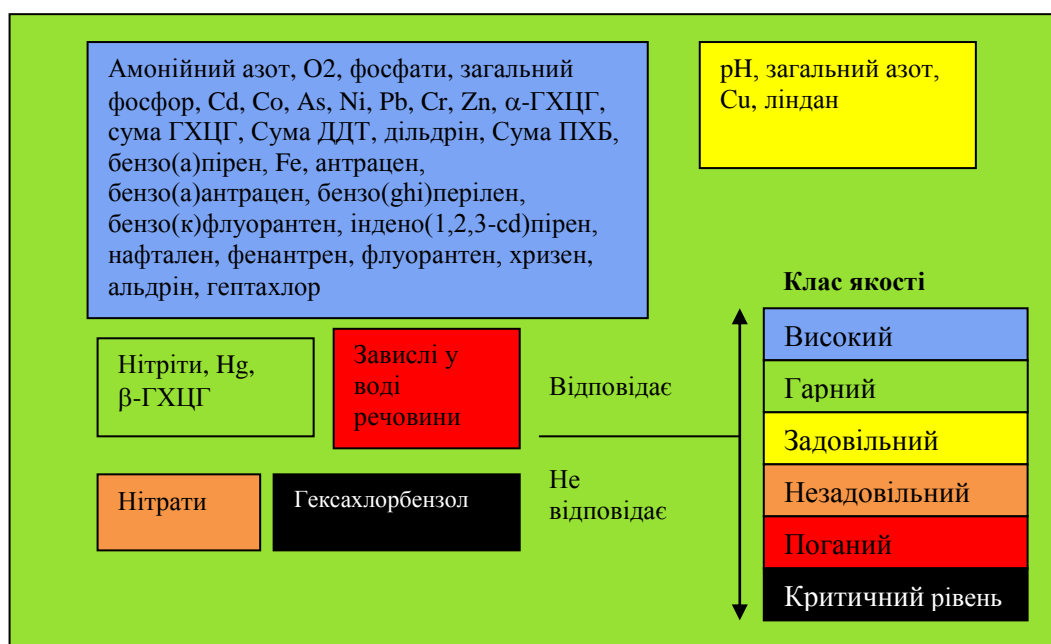 Амонійний азот, О2, фосфати, загальний
фосфор, Cd, Co, As, Ni, Pb, Cr, Zn, α-ГХЦГ,
сума ГХЦГ, Сума ДДТ, дільдрін, Сума ПХБ,
бензо(а)пірен, Fe, антрацен,
бензо(а)антрацен, бензо(ghi)перілен,
бензо(к)флуорантен, індено(1,2,3-cd)пірен,
нафтален, фенантрен, флуорантен, хризен,
альдрін, гептахлор
pH, загальний азот,
Cu, ліндан
Нітріти, Hg,
β-ГХЦГ
Завислі у
воді
речовини
Нітрати
Гексахлорбензол
Відповідає
Не
відповідає
Клас якості
Високий
Гарний
Задовільний
Незадовільний
Поганий
Критичний рівень